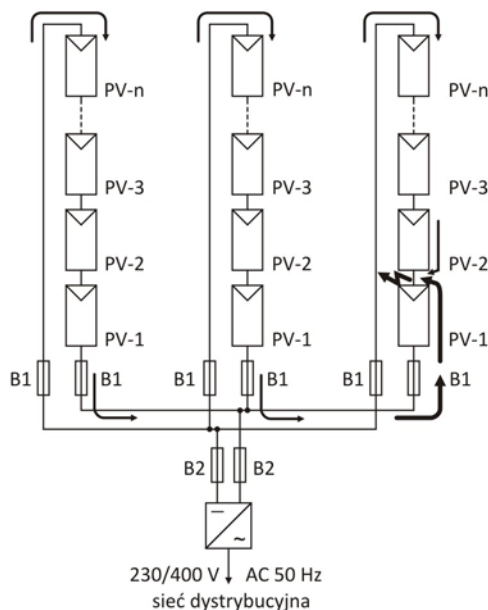 PV-n PV-n PV-n
PV-3 PV-3 PV-3
PV-2 PV-2 PV-2
PV-1 PV-1 PV-1
B1 B1 B1 B1 B1
B2 B2
230/400 V AC 50 Hz
sieć dystrybucyjna